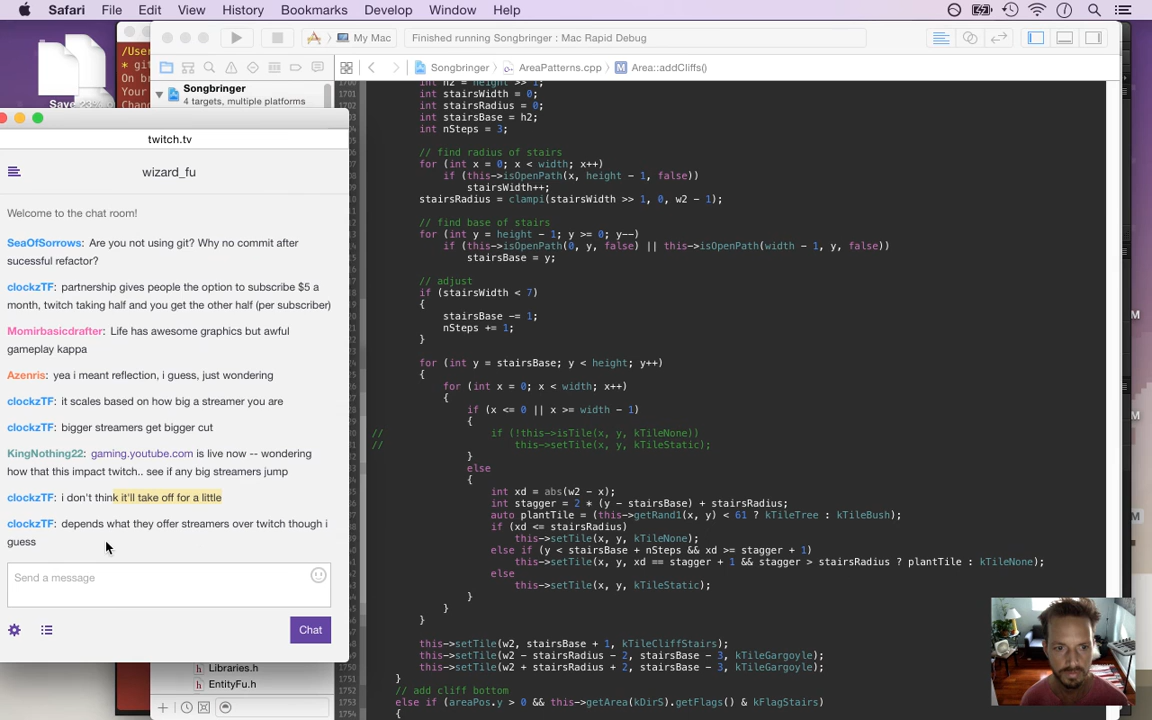 Safari File Edit View History Bookmarks Develop Window Help
My Mac
Finished running Songbringer : Mac Rapid Debug
Songbringer
4 targets, multiple platforms
Songbringer AreaPatterns.cpp Area::addCliffs()
twitch.tv
wizard_fu
Welcome to the chat room!
SeaOfSorrows: Are you not using git? Why no commit after
sucessful refactor?
clockzTF: partnership gives people the option to subscribe $5 a
month, twitch taking half and you get the other half (per subscriber)
Momirbasicdrafter: Life has awesome graphics but awful
gameplay kappa
Azenris: yea i meant reflection, i guess, just wondering
clockzTF: it scales based on how big a streamer you are
clockzTF: bigger streamers get bigger cut
KingNothing22: gaming.youtube.com is live now -- wondering
how that this impact twitch.. see if any big streamers jump
clockzTF: i don't think it'll take off for a little
clockzTF: depends what they offer streamers over twitch though i
guess
Send a message
Chat
Libraries.h
EntityFu.h
int h2 = height >> 1;
int stairsWidth = 0;
int stairsRadius = 0;
int stairsBase = h2;
int nSteps = 3;
// find radius of stairs
for (int x = 0; x < width; x++)
if (this->isOpenPath(x, height - 1, false))
stairsWidth++;
stairsRadius = clampi(stairsWidth >> 1, 0, w2 - 1);
// find base of stairs
for (int y = height - 1; y >= 0; y--)
if (this->isOpenPath(0, y, false) || this->isOpenPath(width - 1, y, false))
stairsBase = y;
// adjust
if (stairsWidth < 7)
{
stairsBase -= 1;
nSteps += 1;
}
for (int y = stairsBase; y < height; y++)
{
for (int x = 0; x < width; x++)
{
if (x <= 0 || x >= width - 1)
{
// if (!this->isTile(x, y, kTileNone))
// this->setTile(x, y, kTileStatic);
}
else
{
int xd = abs(w2 - x);
int stagger = 2 * (y - stairsBase) + stairsRadius;
auto plantTile = (this->getRand1(x, y) < 61 ? kTileTree : kTileBush);
if (xd <= stairsRadius)
this->setTile(x, y, kTileNone);
else if (y < stairsBase + nSteps && xd >= stagger + 1)
this->setTile(x, y, xd == stagger + 1 && stagger > stairsRadius ? plantTile : kTileNone);
else
this->setTile(x, y, kTileStatic);
}
}
}
this->setTile(w2, stairsBase + 1, kTileCliffStairs);
this->setTile(w2 - stairsRadius - 2, stairsBase - 3, kTileGargoyle);
this->setTile(w2 + stairsRadius + 2, stairsBase - 3, kTileGargoyle);
}
// add cliff bottom
else if (areaPos.y > 0 && this->getArea(kDirS).getFlags() & kFlagStairs)
{